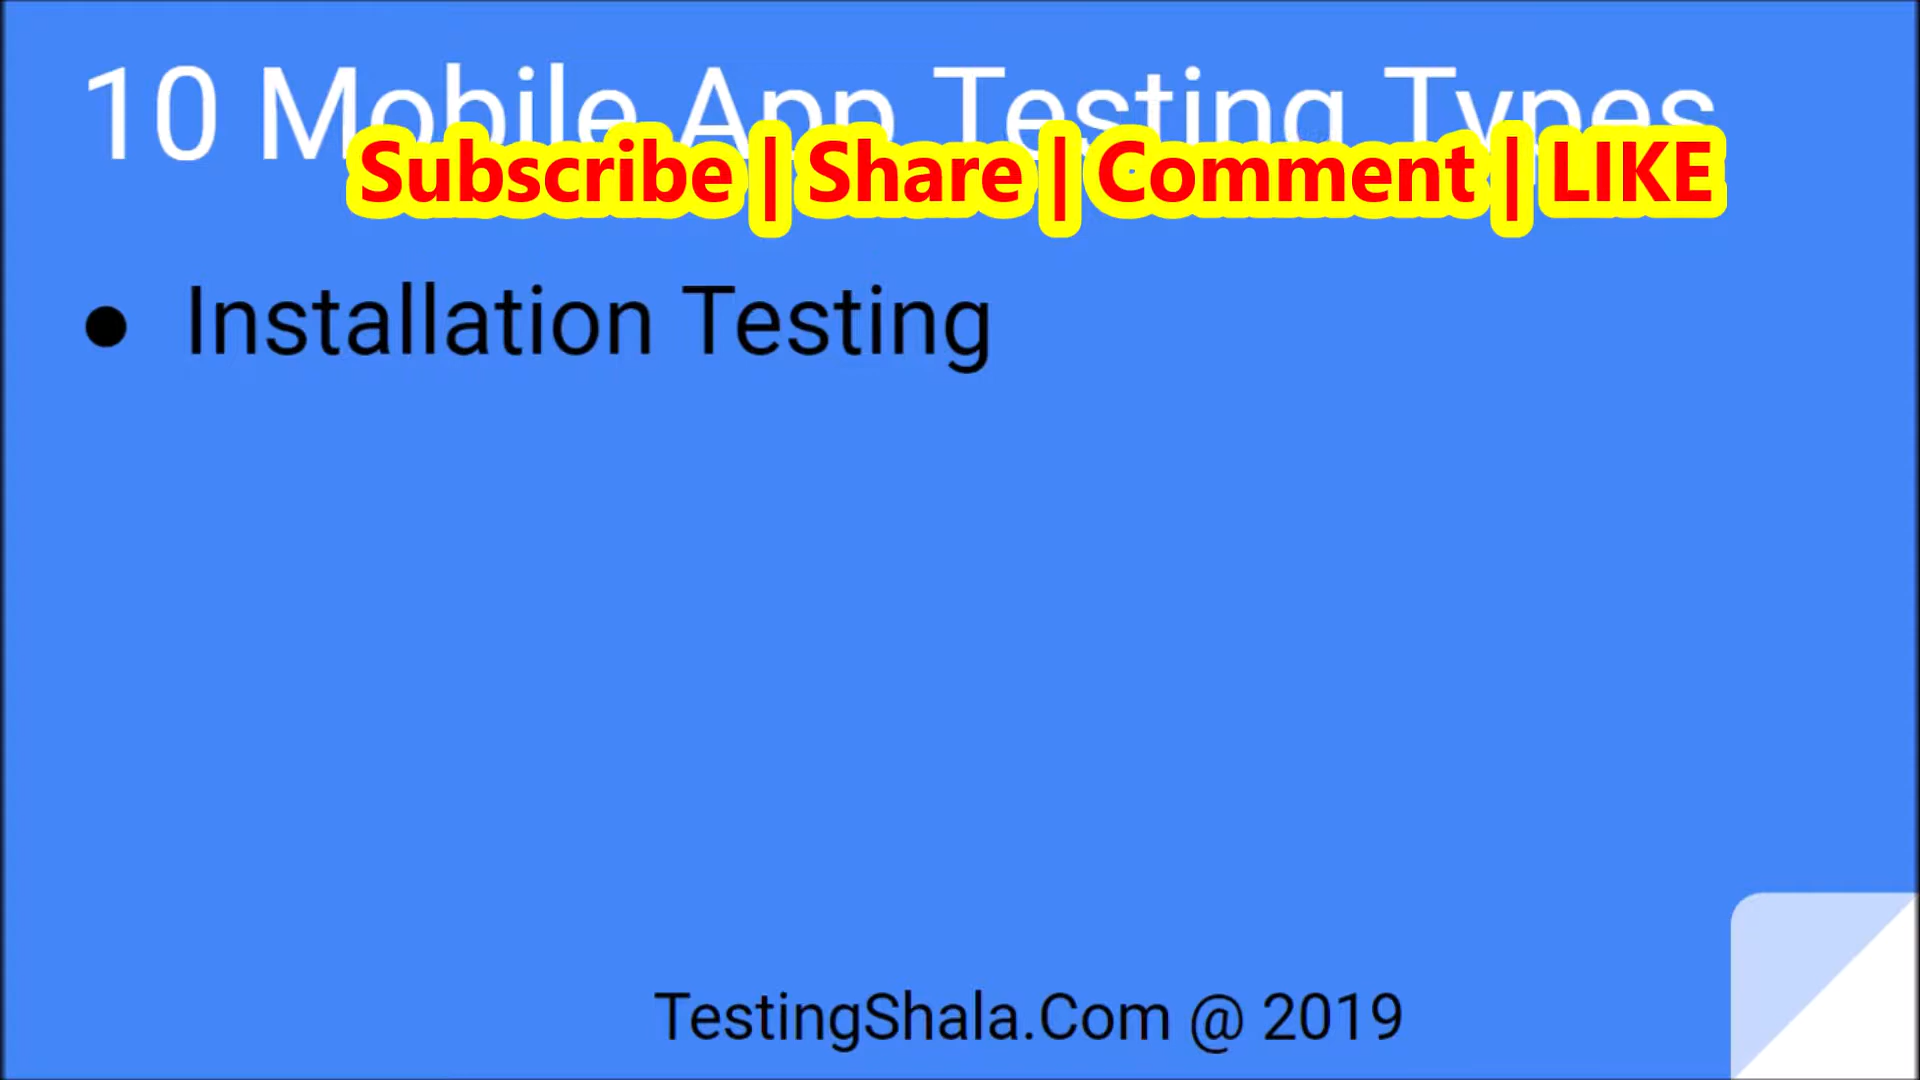 10 Mobile App Testing Types
Subscribe | Share | Comment | LIKE
● Installation Testing
TestingShala.Com @ 2019